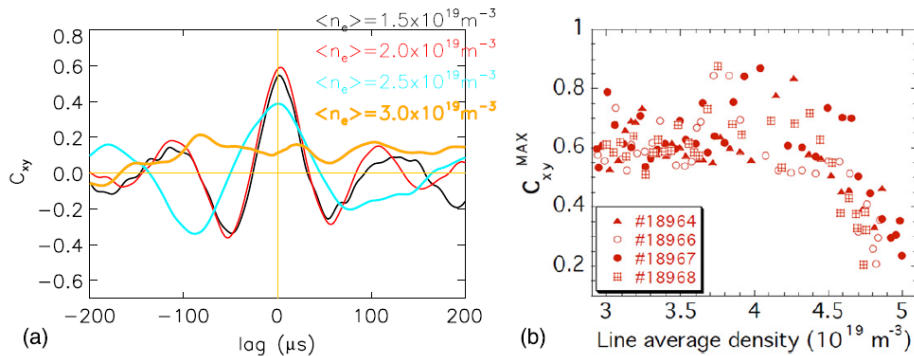 <nₑ>=1.5x10¹⁹m⁻³
<nₑ>=2.0x10¹⁹m⁻³
<nₑ>=2.5x10¹⁹m⁻³
<nₑ>=3.0x10¹⁹m⁻³
0.8
0.6
0.4
0.2
0.0
-0.2
-0.4
-0.6
C_xy
-200
-100
0
100
200
lag (μs)
(a)
1
0.8
0.6
0.4
0.2
C_xy^MAX
#18964
#18966
#18967
#18968
3
3.5
4
4.5
5
Line average density (10¹⁹ m⁻³)
(b)